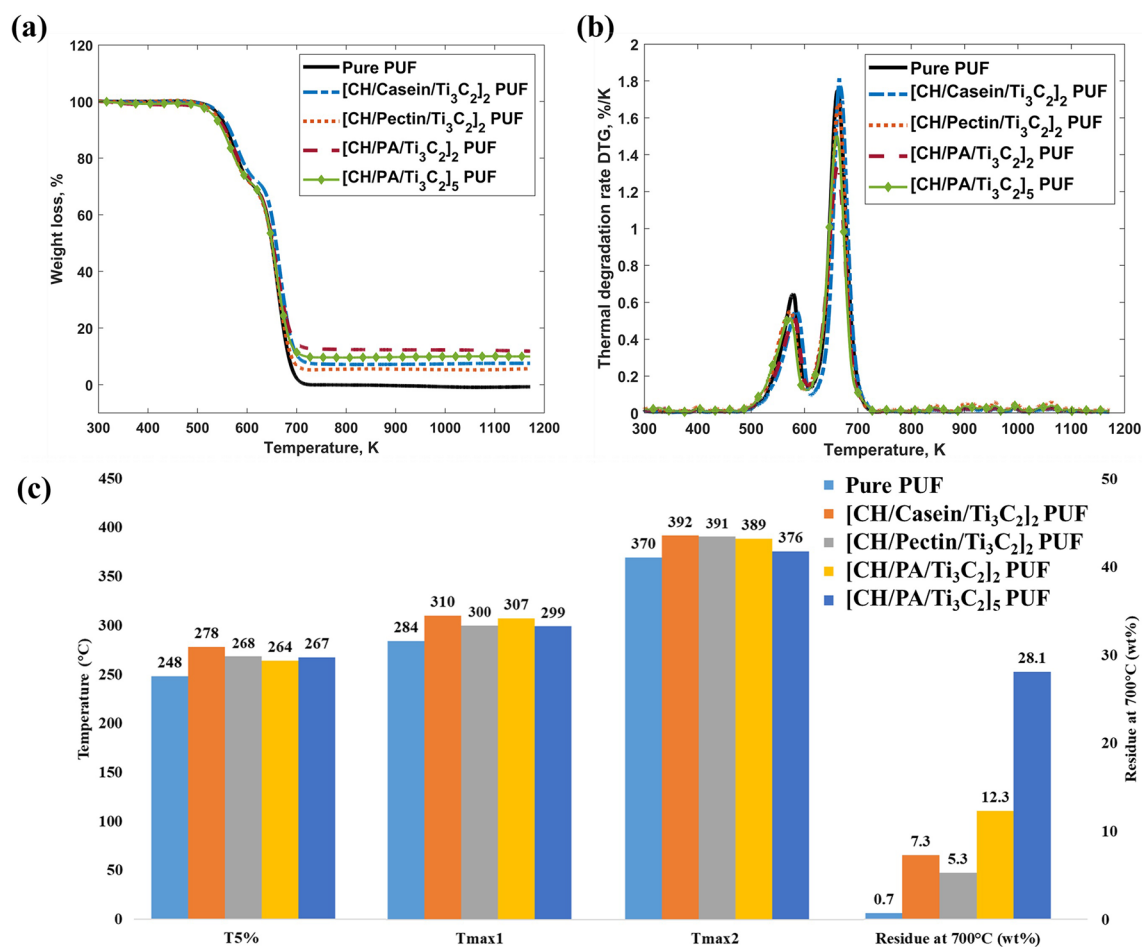 (a)
120
100
80
60
40
20
0
Weight loss, %
300 400 500 600 700 800 900 1000 1100 1200
Temperature, K
Pure PUF
[CH/Casein/Ti₃C₂]₂ PUF
[CH/Pectin/Ti₃C₂]₂ PUF
[CH/PA/Ti₃C₂]₂ PUF
[CH/PA/Ti₃C₂]₅ PUF
(b)
2
1.8
1.6
1.4
1.2
1
0.8
0.6
0.4
0.2
0
Thermal degradation rate DTG, %/K
300 400 500 600 700 800 900 1000 1100 1200
Temperature, K
Pure PUF
[CH/Casein/Ti₃C₂]₂ PUF
[CH/Pectin/Ti₃C₂]₂ PUF
[CH/PA/Ti₃C₂]₂ PUF
[CH/PA/Ti₃C₂]₅ PUF
(c)
450
400
350
300
250
200
150
100
50
0
Temperature (°C)
248 278 268 264 267
284 310 300 307 299
370 392 391 389 376
0.7 7.3 5.3 12.3 28.1
T5% Tmax1 Tmax2 Residue at 700°C (wt%)
Pure PUF
[CH/Casein/Ti₃C₂]₂ PUF
[CH/Pectin/Ti₃C₂]₂ PUF
[CH/PA/Ti₃C₂]₂ PUF
[CH/PA/Ti₃C₂]₅ PUF
50
40
30
20
10
0
Residue at 700°C (wt%)